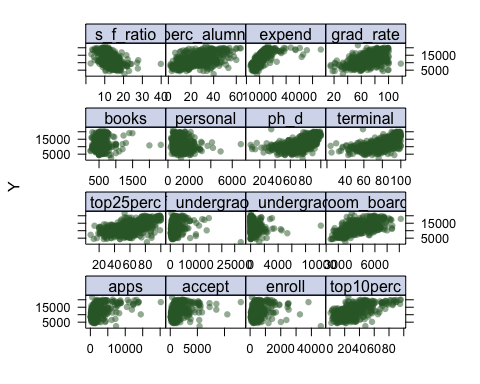 s_f_ratio perc_alumn expend grad_rate
15000
5000
10 20 30 40 0 20 40 60 10000 40000 20 60 100
books personal ph_d terminal
15000
5000
500 1500 0 2000 6000 20 40 60 80 40 60 80 100
Y
top25perc f_undergrad undergrad room_board
15000
5000
20 40 60 80 0 10000 25000 0 4000 10000 3000 6000
apps accept enroll top10perc
15000
5000
0 10000 0 5000 0 2000 4000 0 20 40 60 80